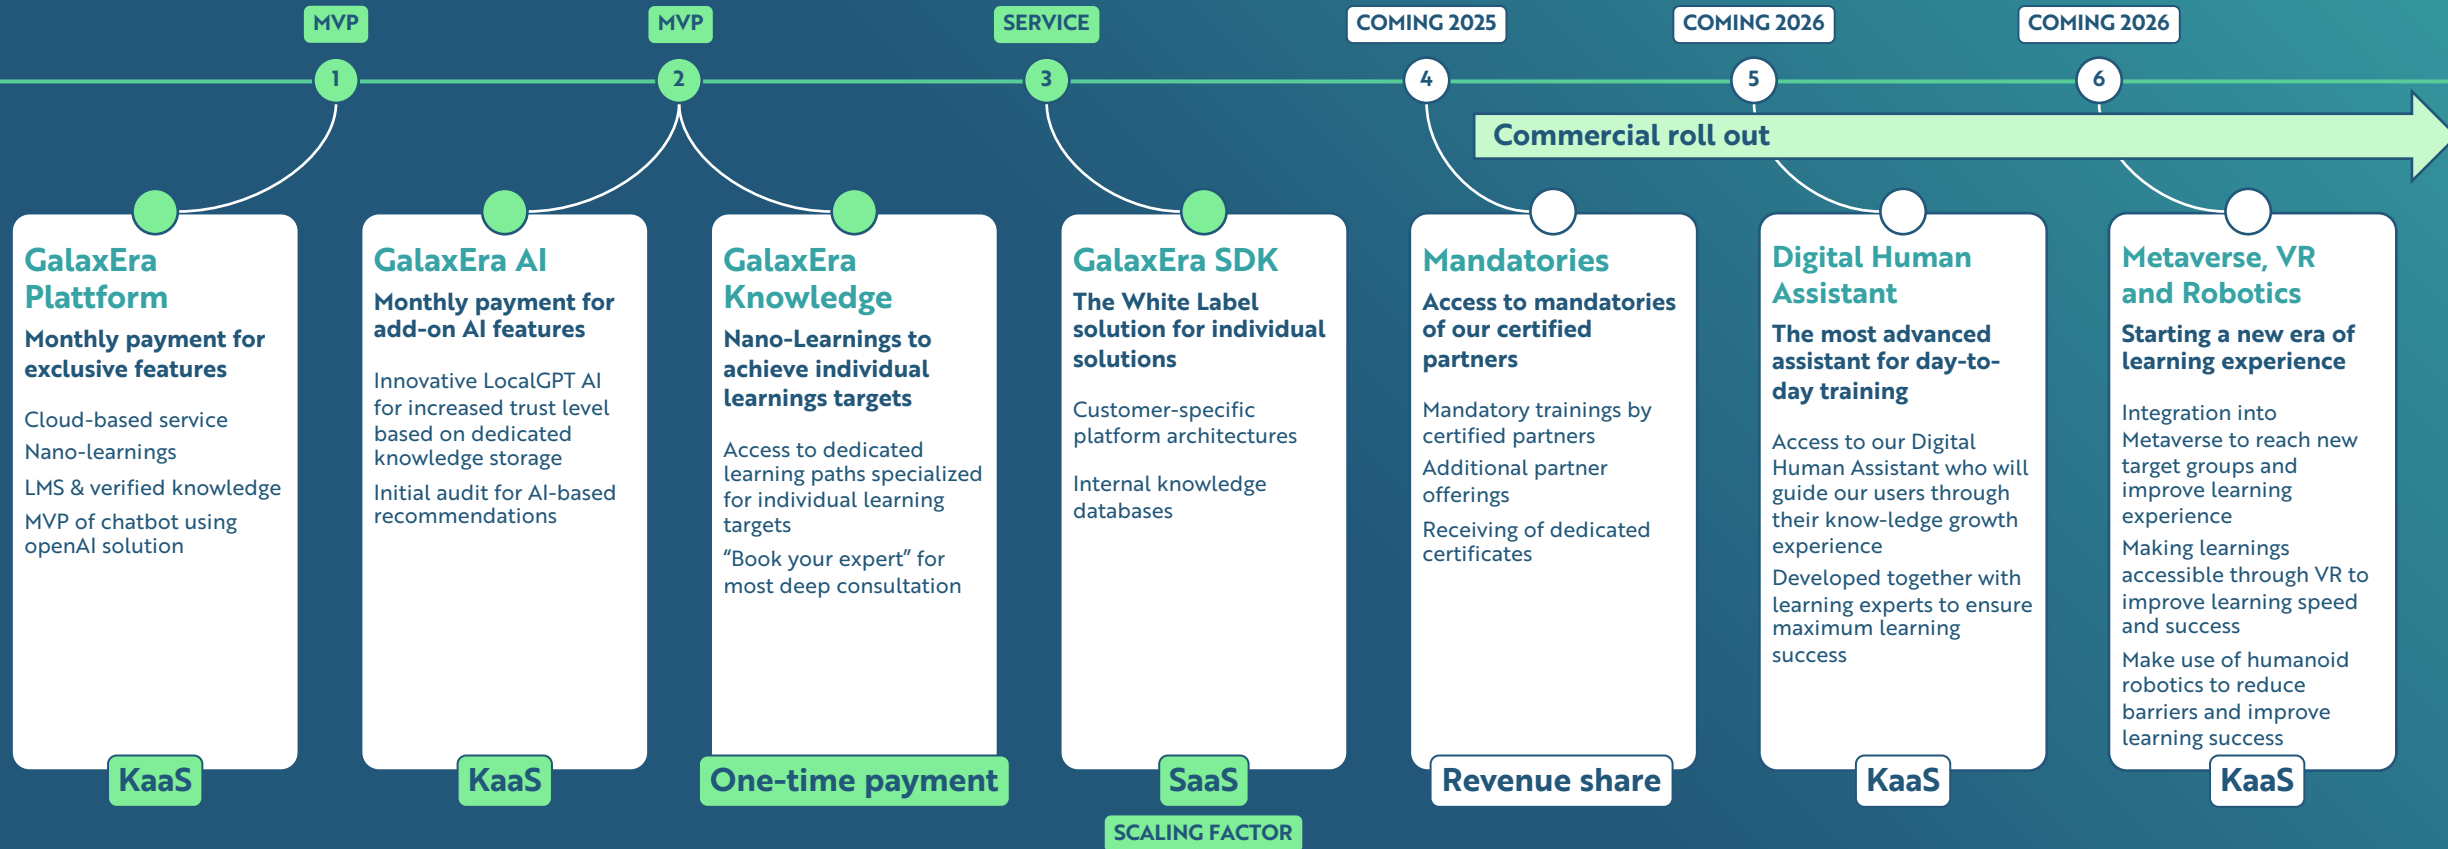 MVP
MVP
SERVICE
COMING 2025
COMING 2026
COMING 2026
1
2
3
4
5
6
Commercial roll out
GalaxEra
Plattform
Monthly payment for
exclusive features
Cloud-based service
Nano-learnings
LMS & verified knowledge
MVP of chatbot using
openAI solution
KaaS
GalaxEra AI
Monthly payment for
add-on AI features
Innovative LocalGPT AI
for increased trust level
based on dedicated
knowledge storage
Initial audit for AI-based
recommendations
KaaS
GalaxEra
Knowledge
Nano-Learnings to
achieve individual
learnings targets
Access to dedicated
learning paths specialized
for individual learning
targets
“Book your expert” for
most deep consultation
One-time payment
GalaxEra SDK
The White Label
solution for individual
solutions
Customer-specific
platform architectures
Internal knowledge
databases
SaaS
SCALING FACTOR
Mandatories
Access to mandatories
of our certified
partners
Mandatory trainings by
certified partners
Additional partner
offerings
Receiving of dedicated
certificates
Revenue share
Digital Human
Assistant
The most advanced
assistant for day-to-
day training
Access to our Digital
Human Assistant who will
guide our users through
their know-ledge growth
experience
Developed together with
learning experts to ensure
maximum learning
success
KaaS
Metaverse, VR
and Robotics
Starting a new era of
learning experience
Integration into
Metaverse to reach new
target groups and
improve learning
experience
Making learnings
accessible through VR to
improve learning speed
and success
Make use of humanoid
robotics to reduce
barriers and improve
learning success
KaaS